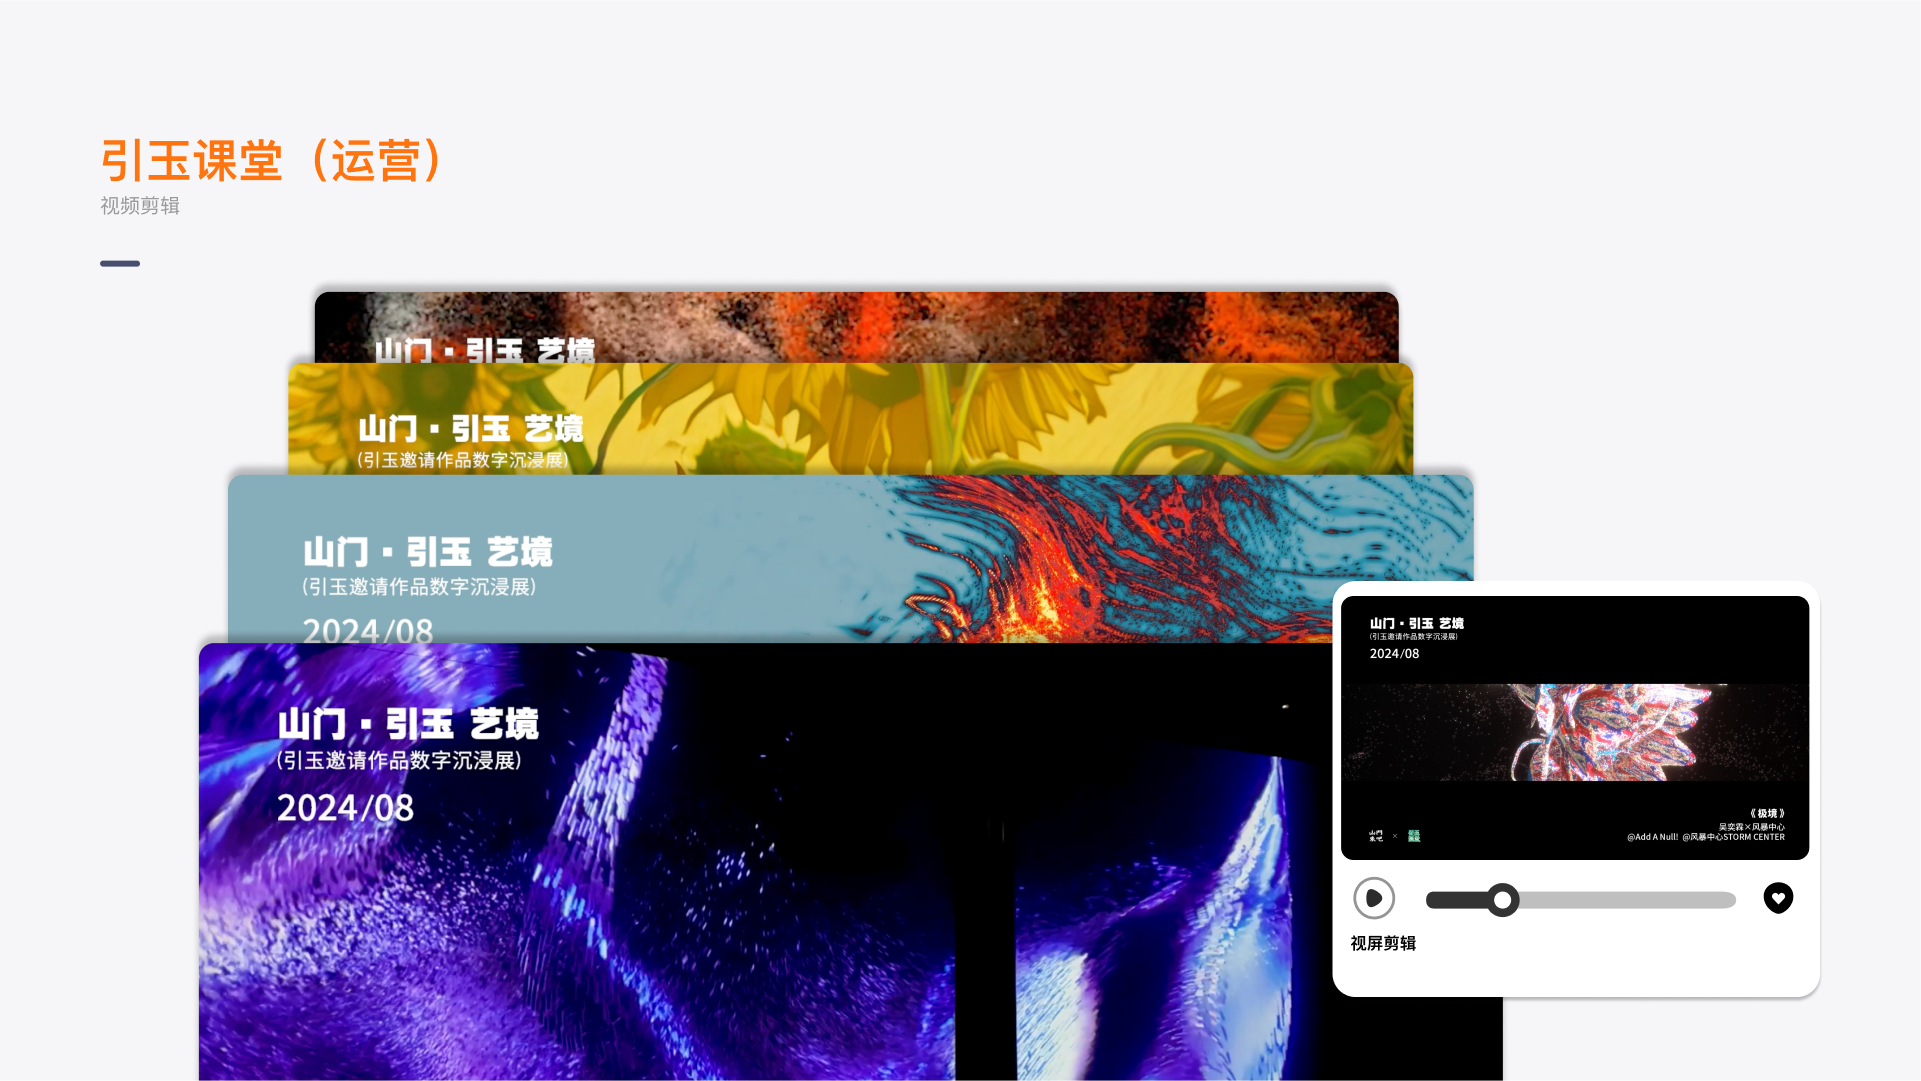 引玉课堂（运营）
视频剪辑
山门·引玉 艺境
山门·引玉 艺境
(引玉邀请作品数字沉浸展)
山门·引玉 艺境
(引玉邀请作品数字沉浸展)
2024/08
山门·引玉 艺境
(引玉邀请作品数字沉浸展)
2024/08
山门·引玉 艺境
(引玉邀请作品数字沉浸展)
2024/08
《极境》
吴奕霖×风暴中心
@Add A Null! @风暴中心STORM CENTER
×
视屏剪辑